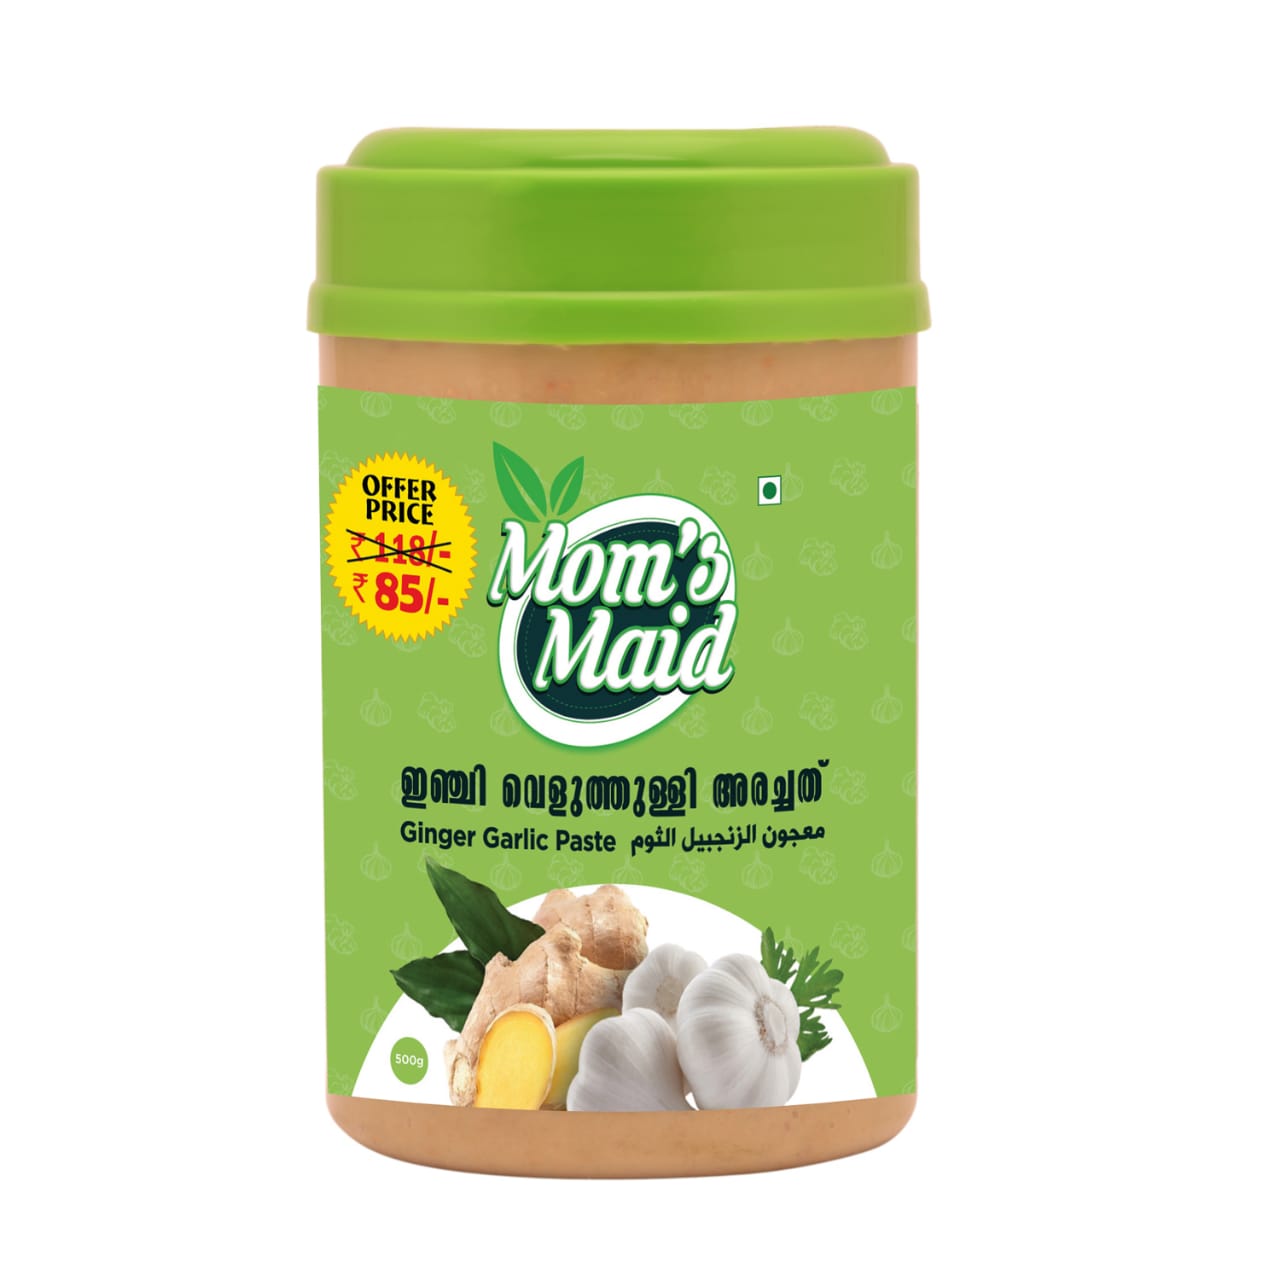 OFFER
PRICE
₹ 118/-
₹ 85/-
Mom's
Maid
ഇഞ്ചി വെളുത്തുള്ളി അരച്ചത്
Ginger Garlic Paste معجون الزنجبيل الثوم
500g